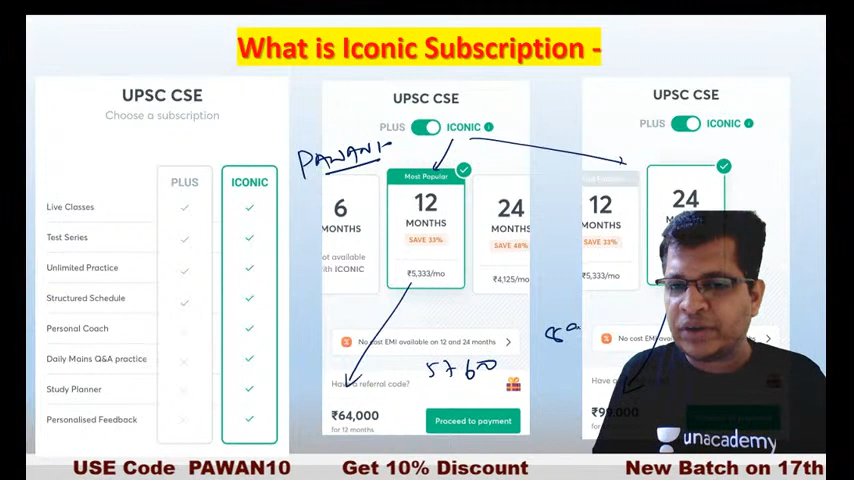 What is Iconic Subscription -
UPSC CSE
Choose a subscription
PLUS
ICONIC
Live Classes
Test Series
Unlimited Practice
Structured Schedule
Personal Coach
Daily Mains Q&A practice
Study Planner
Personalised Feedback
UPSC CSE
PLUS ICONIC
PAWAN1
Most Popular
6
MONTHS
ot available
ith ICONIC
12
MONTHS
SAVE 33%
₹5,333/mo
24
MONTHS
SAVE 48%
₹4,125/mo
No cost EMI available on 12 and 24 months
57600
Have a referral code?
₹64,000
for 12 months
Proceed to payment
UPSC CSE
PLUS ICONIC
12
MONTHS
SAVE 33%
₹5,333/mo
24
MONTHS
No cost EMI avail
months
Have a
₹99,000
for
unacademy
USE Code PAWAN10 Get 10% Discount New Batch on 17th